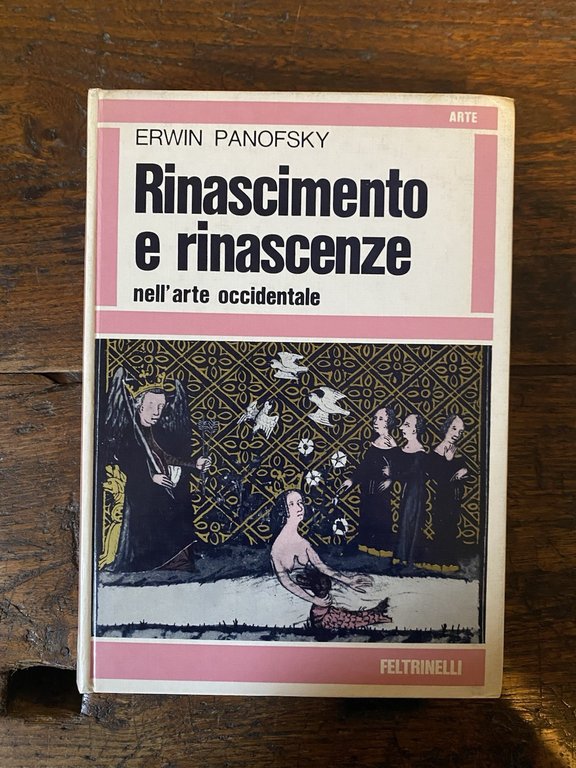 ARTE
ERWIN PANOFSKY
Rinascimento
e rinascenze
nell'arte occidentale
FELTRINELLI